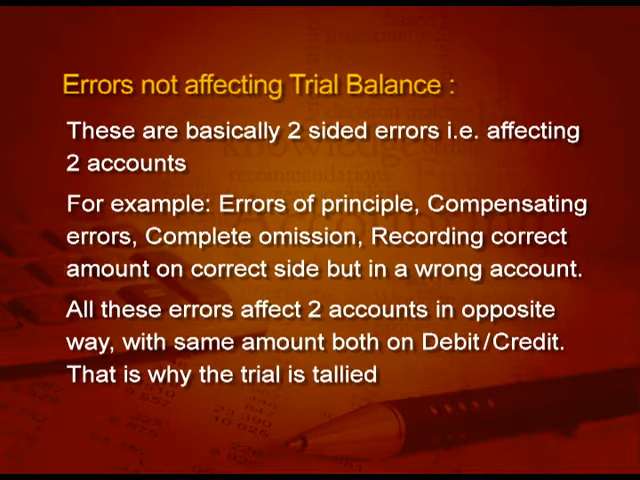 Errors not affecting Trial Balance :
These are basically 2 sided errors i.e. affecting
2 accounts
For example: Errors of principle, Compensating
errors, Complete omission, Recording correct
amount on correct side but in a wrong account.
All these errors affect 2 accounts in opposite
way, with same amount both on Debit/Credit.
That is why the trial is tallied